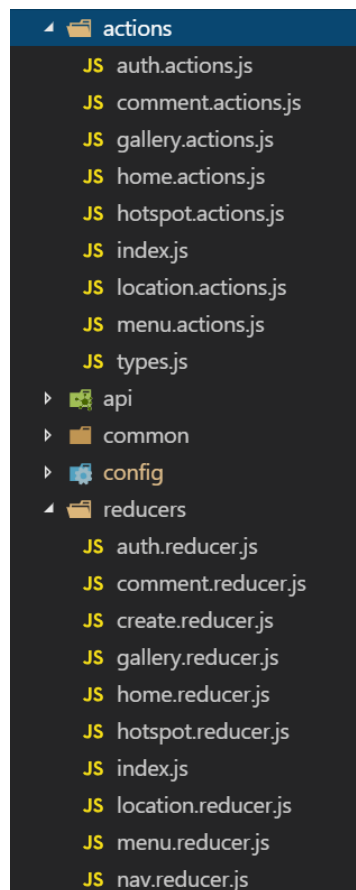 actions
JS auth.actions.js
JS comment.actions.js
JS gallery.actions.js
JS home.actions.js
JS hotspot.actions.js
JS index.js
JS location.actions.js
JS menu.actions.js
JS types.js
api
common
config
reducers
JS auth.reducer.js
JS comment.reducer.js
JS create.reducer.js
JS gallery.reducer.js
JS home.reducer.js
JS hotspot.reducer.js
JS index.js
JS location.reducer.js
JS menu.reducer.js
JS nav.reducer.js